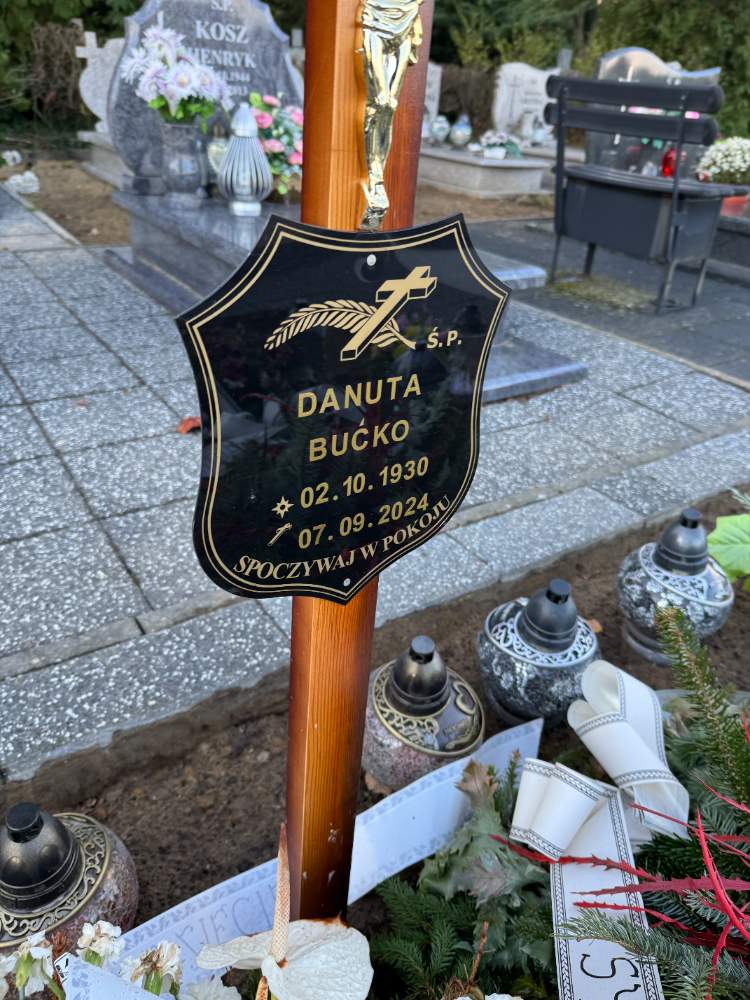 Ś.P.
KOSZ
HENRYK
Ś.P.
DANUTA
BUĆKO
02.10.1930
07.09.2024
SPOCZYWAJ W POKOJU